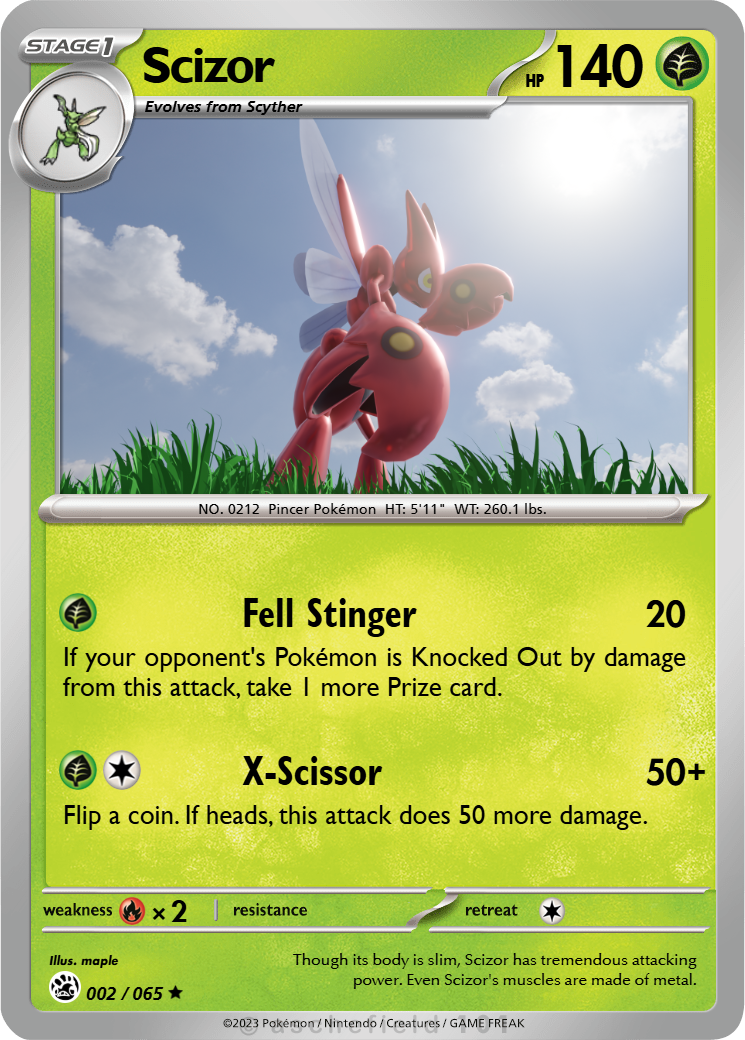 STAGE 1
Scizor
HP 140
Evolves from Scyther
NO. 0212 Pincer Pokémon HT: 5'11" WT: 260.1 lbs.
Fell Stinger 20
If your opponent's Pokémon is Knocked Out by damage
from this attack, take 1 more Prize card.
X-Scissor 50+
Flip a coin. If heads, this attack does 50 more damage.
weakness × 2 resistance retreat
Illus. maple
Though its body is slim, Scizor has tremendous attacking
power. Even Scizor's muscles are made of metal.
002 / 065
©2023 Pokémon / Nintendo / Creatures / GAME FREAK